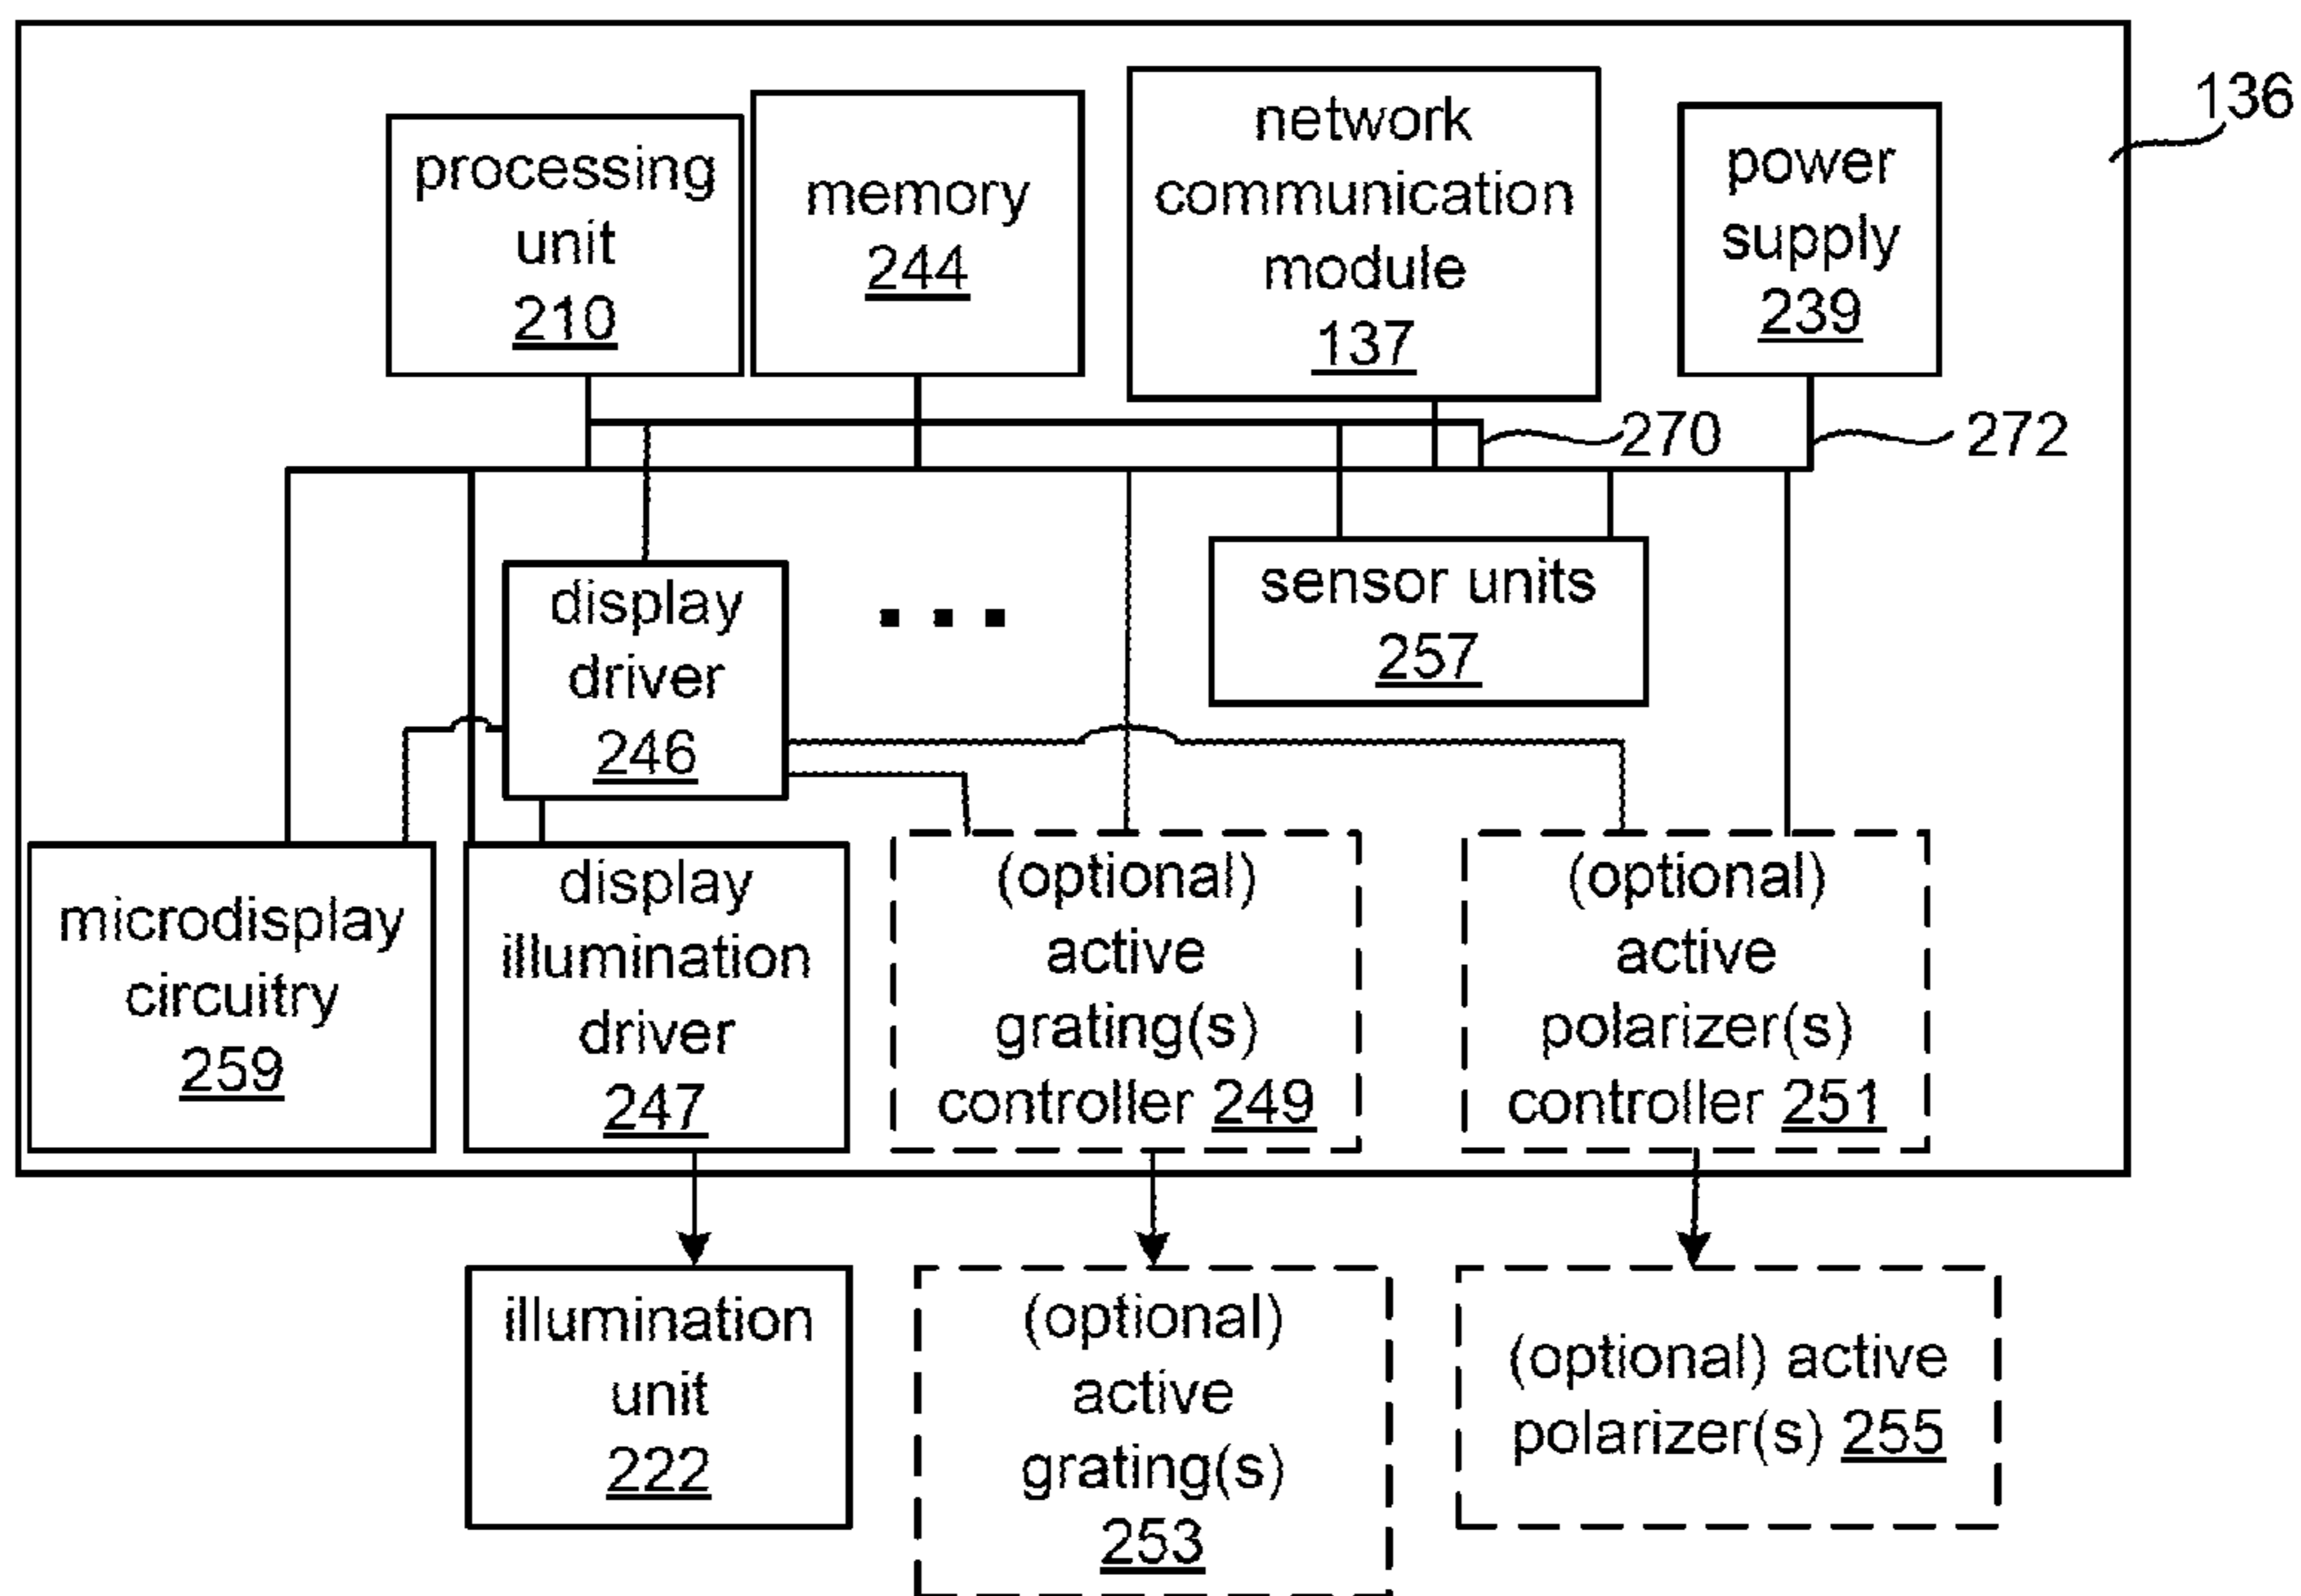 136
processing
unit
210
memory
244
network
communication
module
137
power
supply
239
270
272
display
driver
246
...
sensor units
257
microdisplay
circuitry
259
display
illumination
driver
247
(optional)
active
grating(s)
controller 249
(optional)
active
polarizer(s)
controller 251
illumination
unit
222
(optional)
active
grating(s)
253
(optional) active
polarizer(s) 255